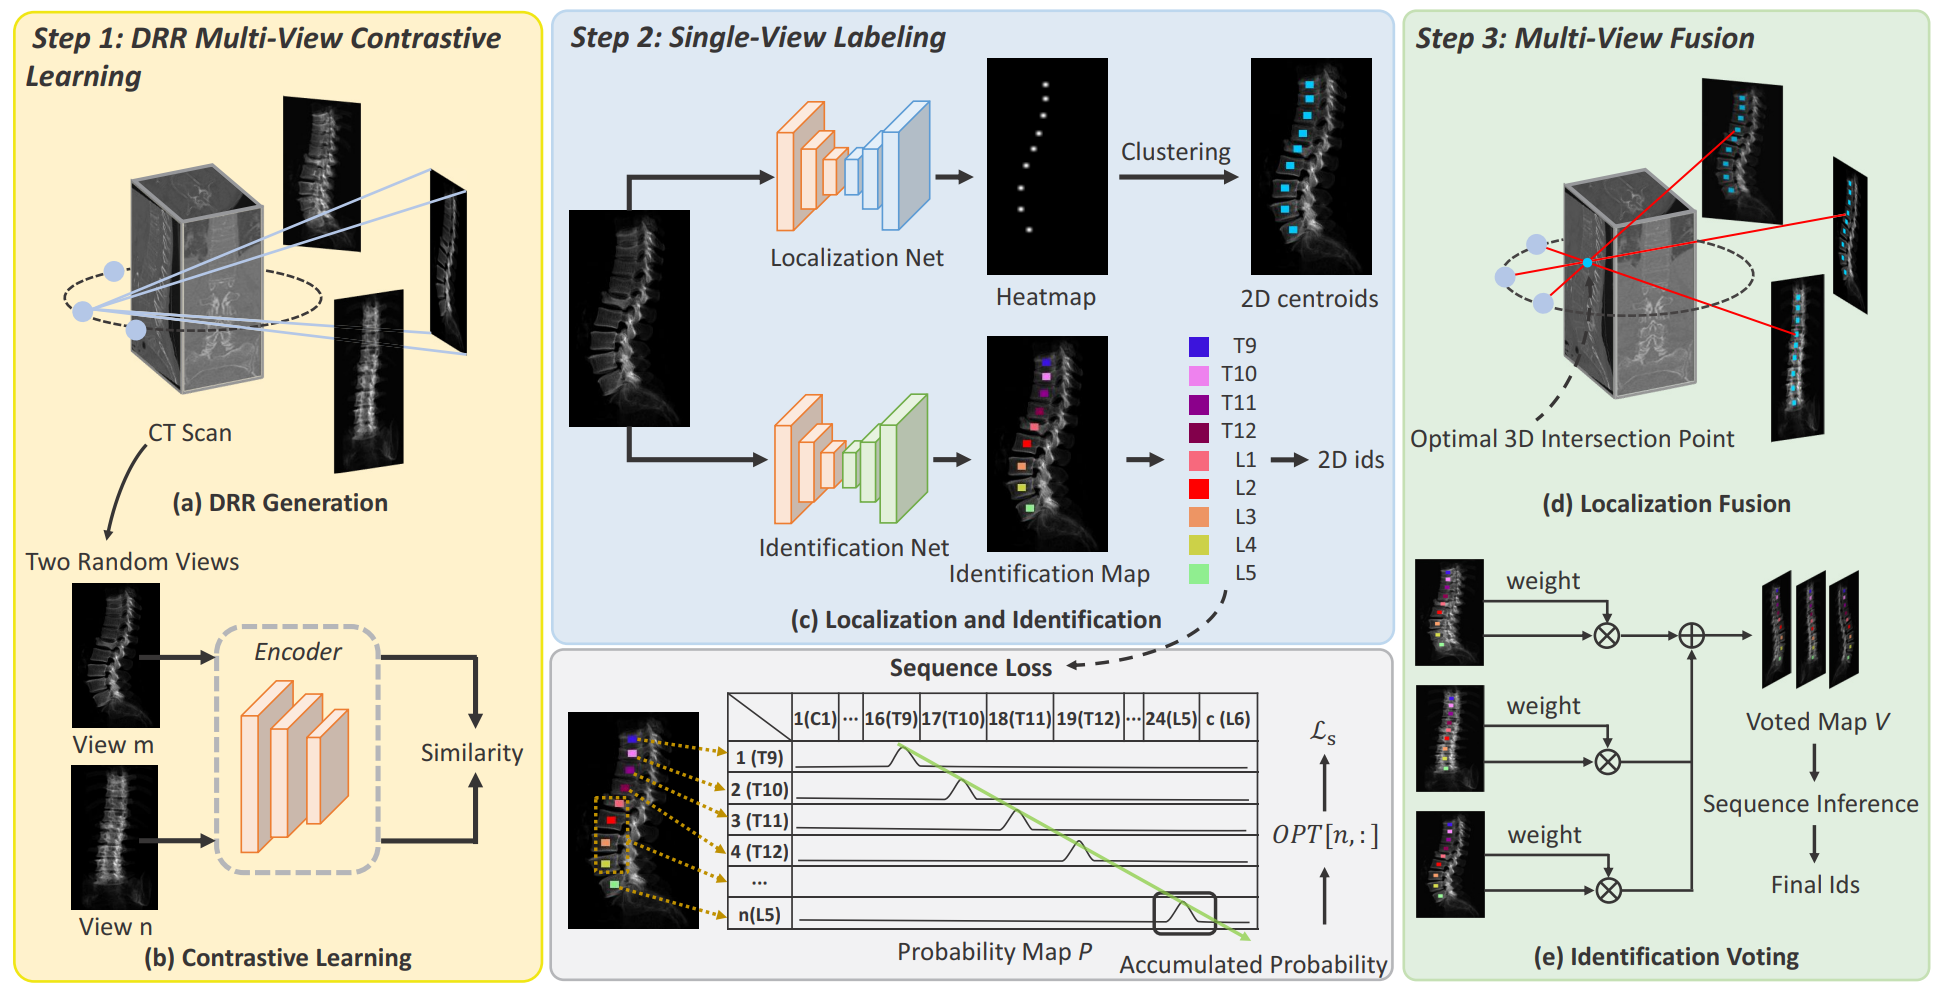 Step 1: DRR Multi-View Contrastive
Learning
CT Scan
(a) DRR Generation
Two Random Views
View m
View n
Encoder
Similarity
(b) Contrastive Learning
Step 2: Single-View Labeling
Localization Net
Heatmap
Clustering
2D centroids
Identification Net
Identification Map
T9
T10
T11
T12
L1
L2
L3
L4
L5
2D ids
(c) Localization and Identification
Sequence Loss
1(C1) ... 16(T9) 17(T10) 18(T11) 19(T12) ... 24(L5) c (L6)
1 (T9)
2 (T10)
3 (T11)
4 (T12)
...
n(L5)
Probability Map P
Accumulated Probability
OPT[n,:]
ℒs
Step 3: Multi-View Fusion
Optimal 3D Intersection Point
(d) Localization Fusion
weight
weight
weight
Voted Map V
Sequence Inference
Final Ids
(e) Identification Voting